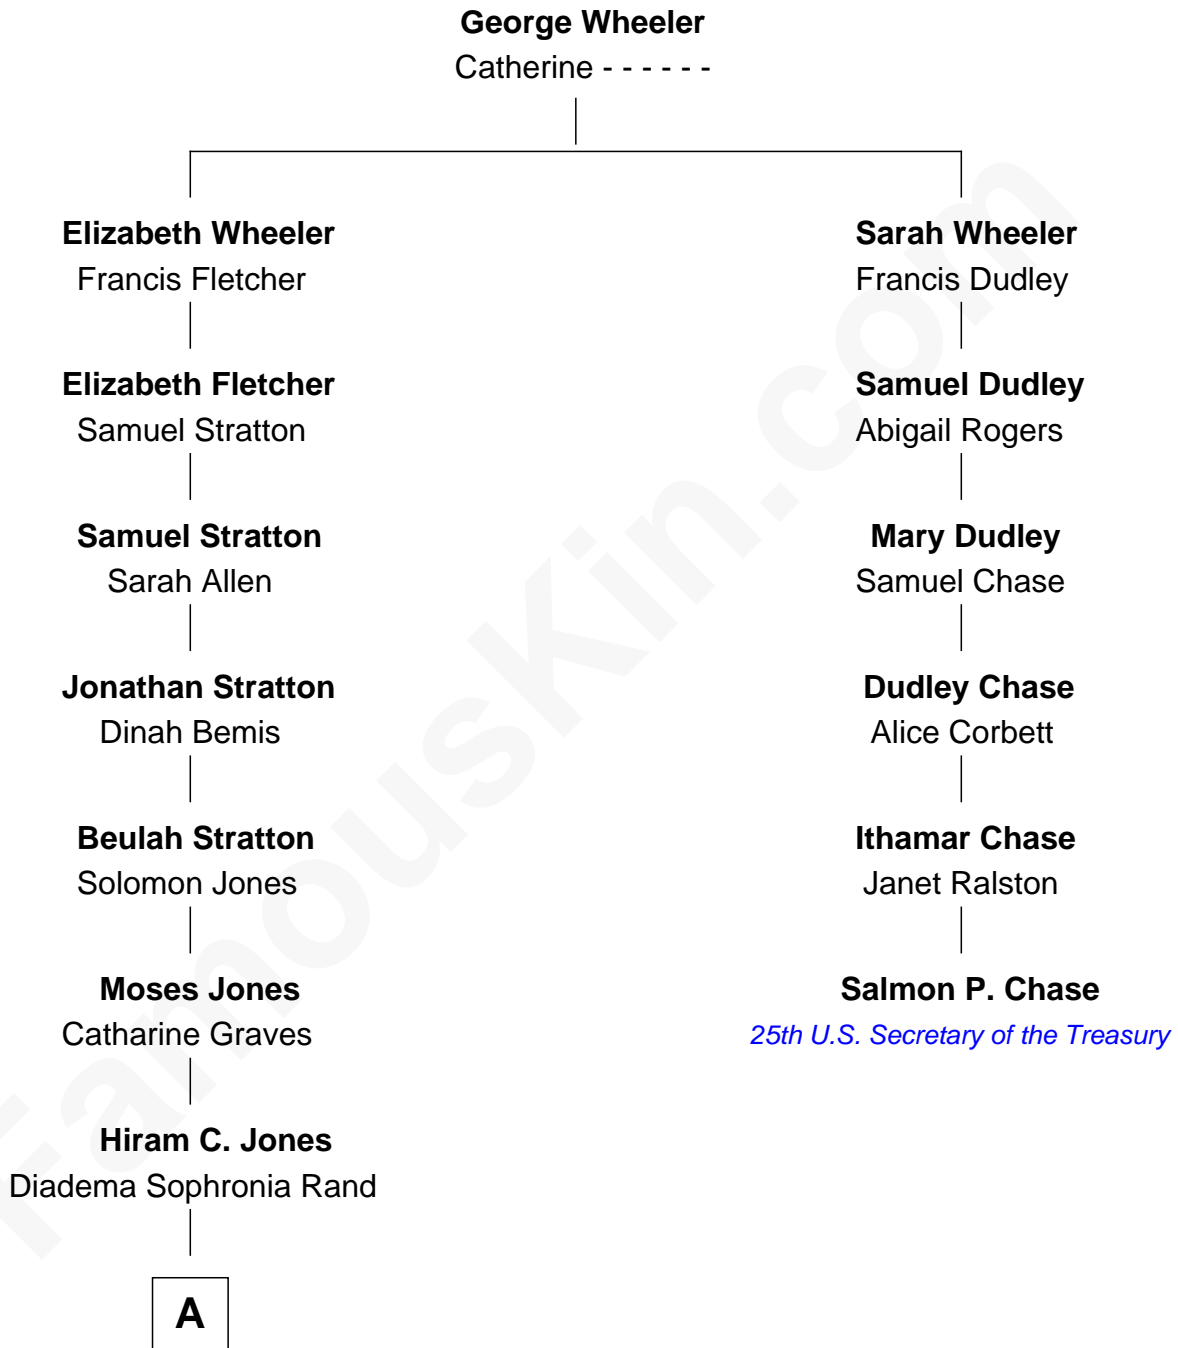 George Wheeler
Catherine - - - - - -
Elizabeth Wheeler
Francis Fletcher
Elizabeth Fletcher
Samuel Stratton
Samuel Stratton
Sarah Allen
Jonathan Stratton
Dinah Bemis
Beulah Stratton
Solomon Jones
Moses Jones
Catharine Graves
Hiram C. Jones
Diadema Sophronia Rand
A
Sarah Wheeler
Francis Dudley
Samuel Dudley
Abigail Rogers
Mary Dudley
Samuel Chase
Dudley Chase
Alice Corbett
Ithamar Chase
Janet Ralston
Salmon P. Chase
25th U.S. Secretary of the Treasury
FamousKin.com